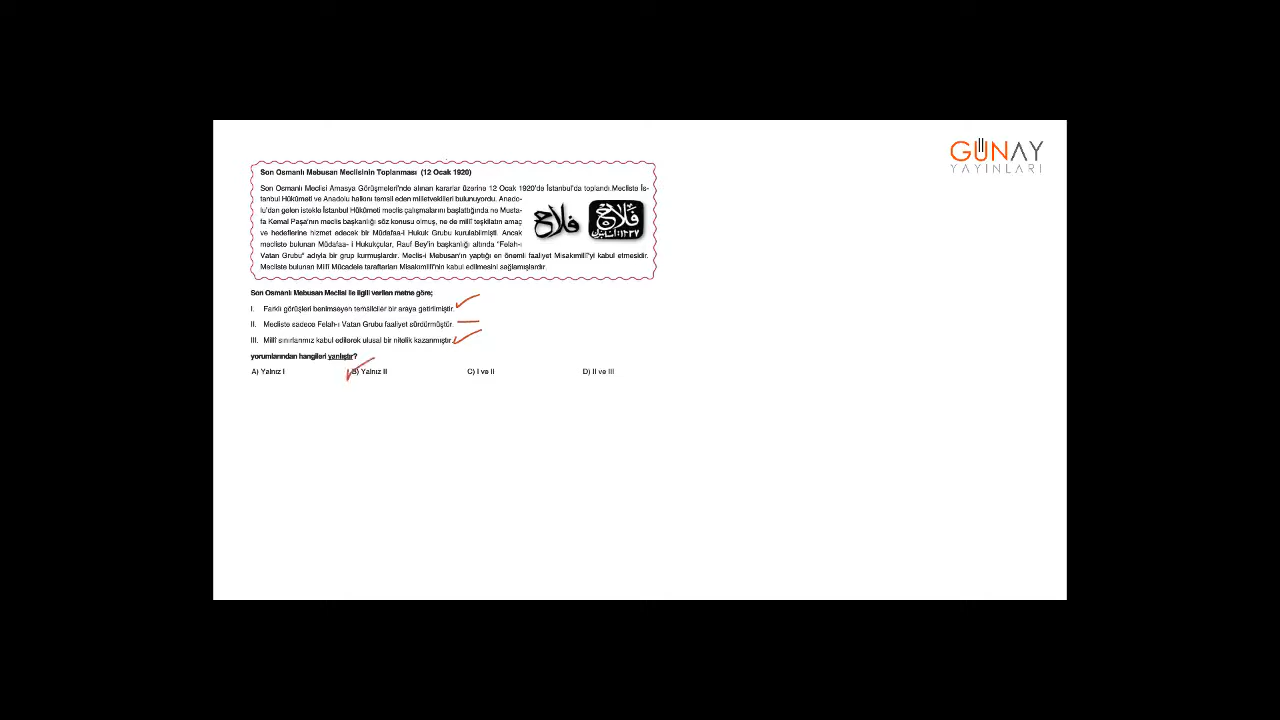 GÜNAY
YAYINLARI
Son Osmanlı Mebusan Meclisinin Toplanması (12 Ocak 1920)
Son Osmanlı Meclisi Amasya Görüşmeleri'nde alınan kararlar üzerine 12 Ocak 1920'de İstanbul'da toplandı.Mecliste İs-
tanbul Hükûmeti ve Anadolu halkını temsil eden milletvekilleri bulunuyordu. Anado-
lu'dan gelen istekle İstanbul Hükûmeti meclis çalışmalarını başlattığında ne Musta-
fa Kemal Paşa'nın meclis başkanlığı söz konusu olmuş, ne de millî teşkilatın amaç
ve hedeflerine hizmet edecek bir Müdafaa-i Hukuk Grubu kurulabilmişti. Ancak
mecliste bulunan Müdafaa- i Hukukçular, Rauf Bey'in başkanlığı altında "Felah-ı
Vatan Grubu" adıyla bir grup kurmuşlardır. Meclis-i Mebusan'ın yaptığı en önemli faaliyet Misakımillî'yi kabul etmesidir.
Mecliste bulunan Millî Mücadele taraftarları Misakımillî'nin kabul edilmesini sağlamışlardır.
فلاح
فلاح
Son Osmanlı Mebusan Meclisi ile ilgili verilen metne göre;
I. Farklı görüşleri benimseyen temsilciler bir araya getirilmiştir.
II. Mecliste sadece Felah-ı Vatan Grubu faaliyet sürdürmüştür.
III. Millî sınırlarımız kabul edilerek ulusal bir nitelik kazanmıştır.
yorumlarından hangileri yanlıştır?
A) Yalnız I B) Yalnız II C) I ve II D) II ve III